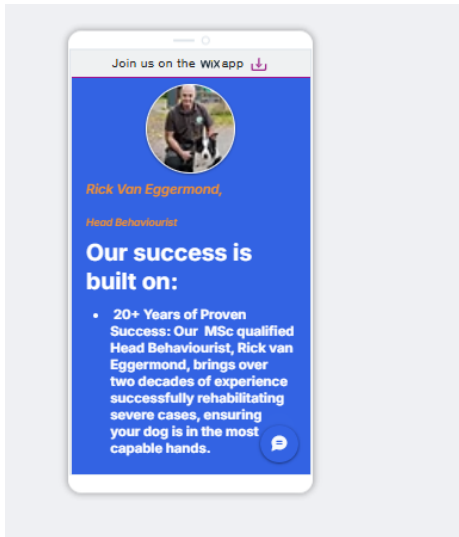 Join us on the WiX app
Rick Van Eggermond,
Head Behaviourist
Our success is
built on:
• 20+ Years of Proven
Success: Our MSc qualified
Head Behaviourist, Rick van
Eggermond, brings over
two decades of experience
successfully rehabilitating
severe cases, ensuring
your dog is in the most
capable hands.